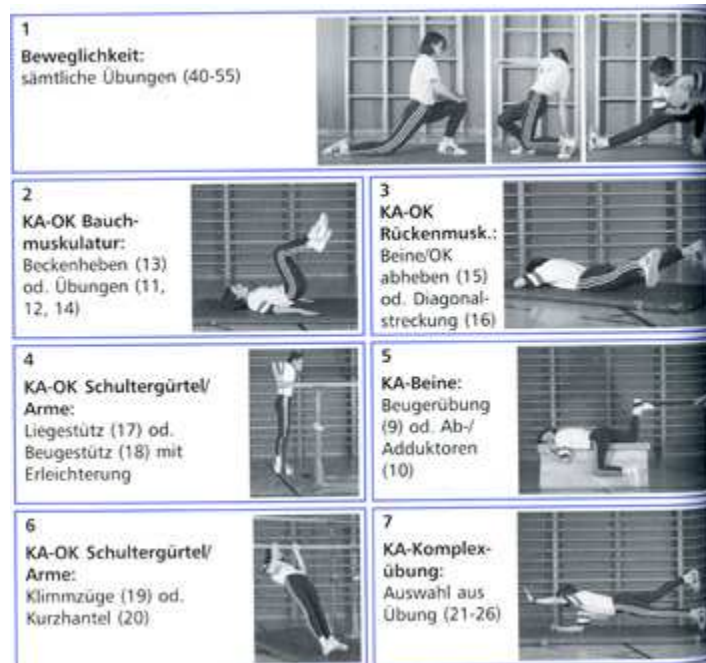 1
Beweglichkeit:
sämtliche Übungen (40-55)
2
KA-OK Bauch-
muskulatur:
Beckenheben (13)
od. Übungen (11,
12, 14)
3
KA-OK
Rückenmusk.:
Beine/OK
abheben (15)
od. Diagonal-
streckung (16)
4
KA-OK Schultergürtel/
Arme:
Liegestütz (17) od.
Beugestütz (18) mit
Erleichterung
5
KA-Beine:
Beugerübung
(9) od. Ab-/
Adduktoren
(10)
6
KA-OK Schultergürtel/
Arme:
Klimmzüge (19) od.
Kurzhantel (20)
7
KA-Komplex-
übung:
Auswahl aus
Übung (21-26)